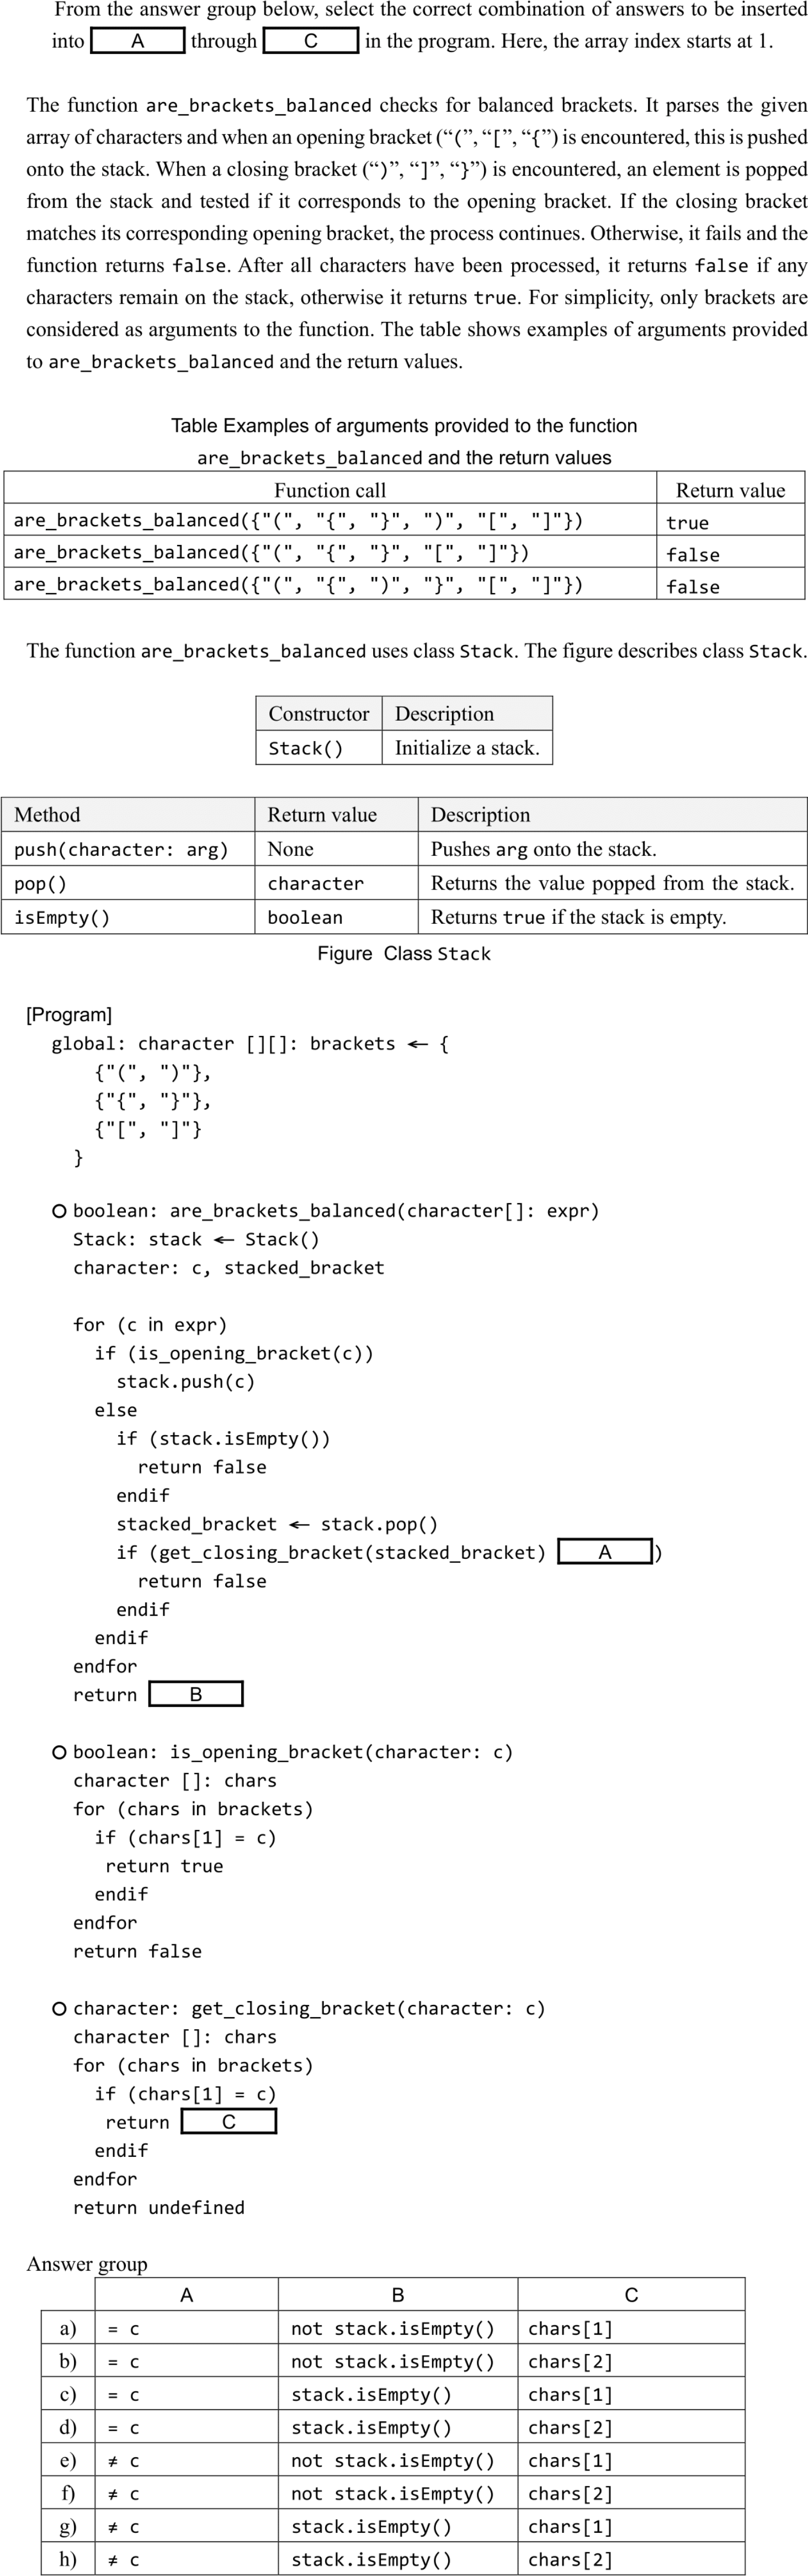 From the answer group below, select the correct combination of answers to be inserted
into A through C in the program. Here, the array index starts at 1.
The function are_brackets_balanced checks for balanced brackets. It parses the given
array of characters and when an opening bracket (“(”, “[”, “{”) is encountered, this is pushed
onto the stack. When a closing bracket (“)”, “]”, “}”) is encountered, an element is popped
from the stack and tested if it corresponds to the opening bracket. If the closing bracket
matches its corresponding opening bracket, the process continues. Otherwise, it fails and the
function returns false. After all characters have been processed, it returns false if any
characters remain on the stack, otherwise it returns true. For simplicity, only brackets are
considered as arguments to the function. The table shows examples of arguments provided
to are_brackets_balanced and the return values.
Table Examples of arguments provided to the function
are_brackets_balanced and the return values
Function call Return value
are_brackets_balanced({"(", "{", "}", ")", "[", "]"}) true
are_brackets_balanced({"(", "{", "}", "[", "]"}) false
are_brackets_balanced({"(", "{", ")", "}", "[", "]"}) false
The function are_brackets_balanced uses class Stack. The figure describes class Stack.
Constructor Description
Stack() Initialize a stack.
Method Return value Description
push(character: arg) None Pushes arg onto the stack.
pop() character Returns the value popped from the stack.
isEmpty() boolean Returns true if the stack is empty.
Figure Class Stack
[Program]
global: character [][]: brackets ← {
{"(", ")"},
{"{", "}"},
{"[", "]"}
}
○ boolean: are_brackets_balanced(character[]: expr)
Stack: stack ← Stack()
character: c, stacked_bracket
for (c in expr)
if (is_opening_bracket(c))
stack.push(c)
else
if (stack.isEmpty())
return false
endif
stacked_bracket ← stack.pop()
if (get_closing_bracket(stacked_bracket) A )
return false
endif
endif
endfor
return B
○ boolean: is_opening_bracket(character: c)
character []: chars
for (chars in brackets)
if (chars[1] = c)
return true
endif
endfor
return false
○ character: get_closing_bracket(character: c)
character []: chars
for (chars in brackets)
if (chars[1] = c)
return C
endif
endfor
return undefined
Answer group
A B C
a) = c not stack.isEmpty() chars[1]
b) = c not stack.isEmpty() chars[2]
c) = c stack.isEmpty() chars[1]
d) = c stack.isEmpty() chars[2]
e) ≠ c not stack.isEmpty() chars[1]
f) ≠ c not stack.isEmpty() chars[2]
g) ≠ c stack.isEmpty() chars[1]
h) ≠ c stack.isEmpty() chars[2]